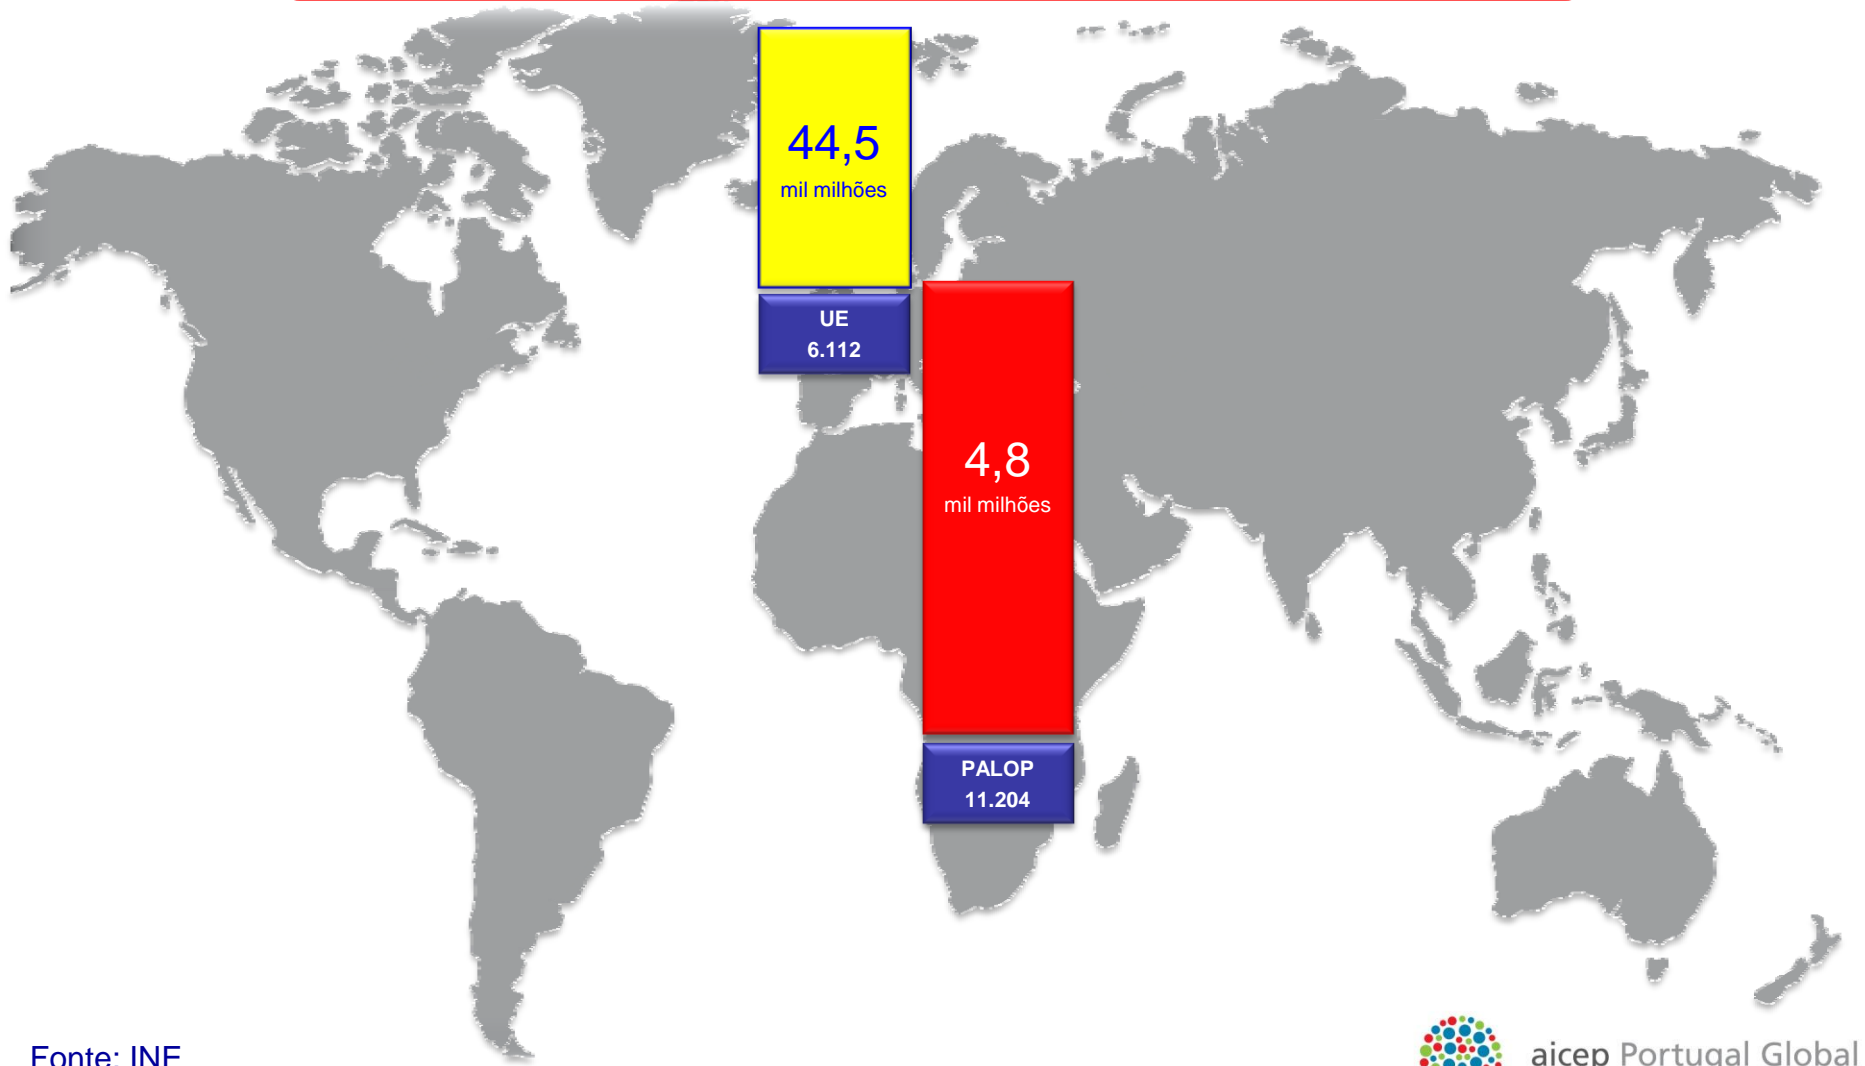 44,5
mil milhões
UE
6.112
4,8
mil milhões
PALOP
11.204
Fonte: INE
aicep Portugal Global